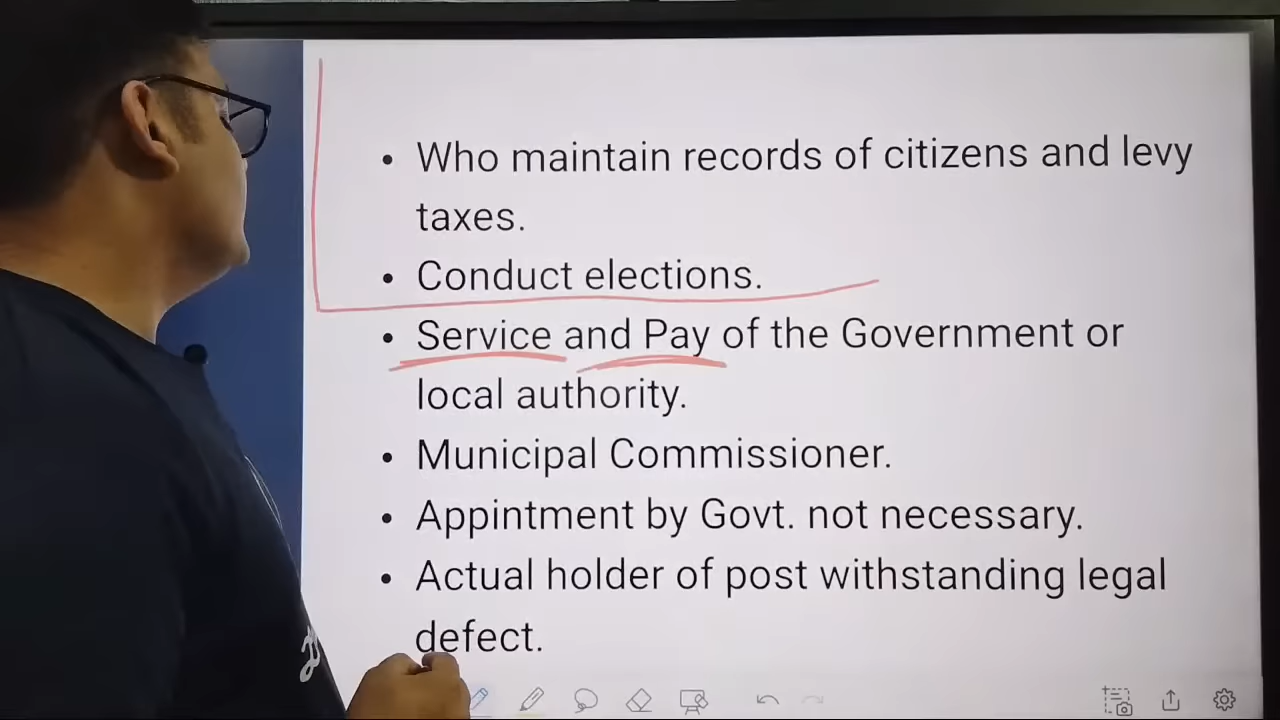 • Who maintain records of citizens and levy
taxes.
• Conduct elections.
• Service and Pay of the Government or
local authority.
• Municipal Commissioner.
• Appintment by Govt. not necessary.
• Actual holder of post withstanding legal
defect.